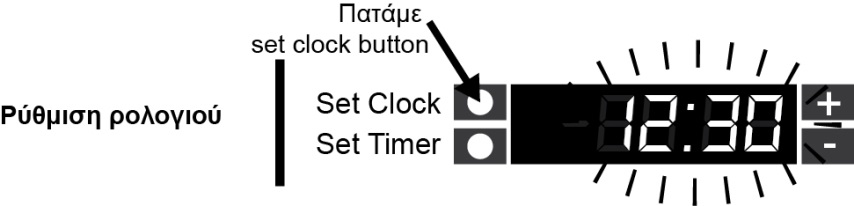 Πατάμε
set clock button
Ρύθμιση ρολογιού
Set Clock
Set Timer
12:30
+
-